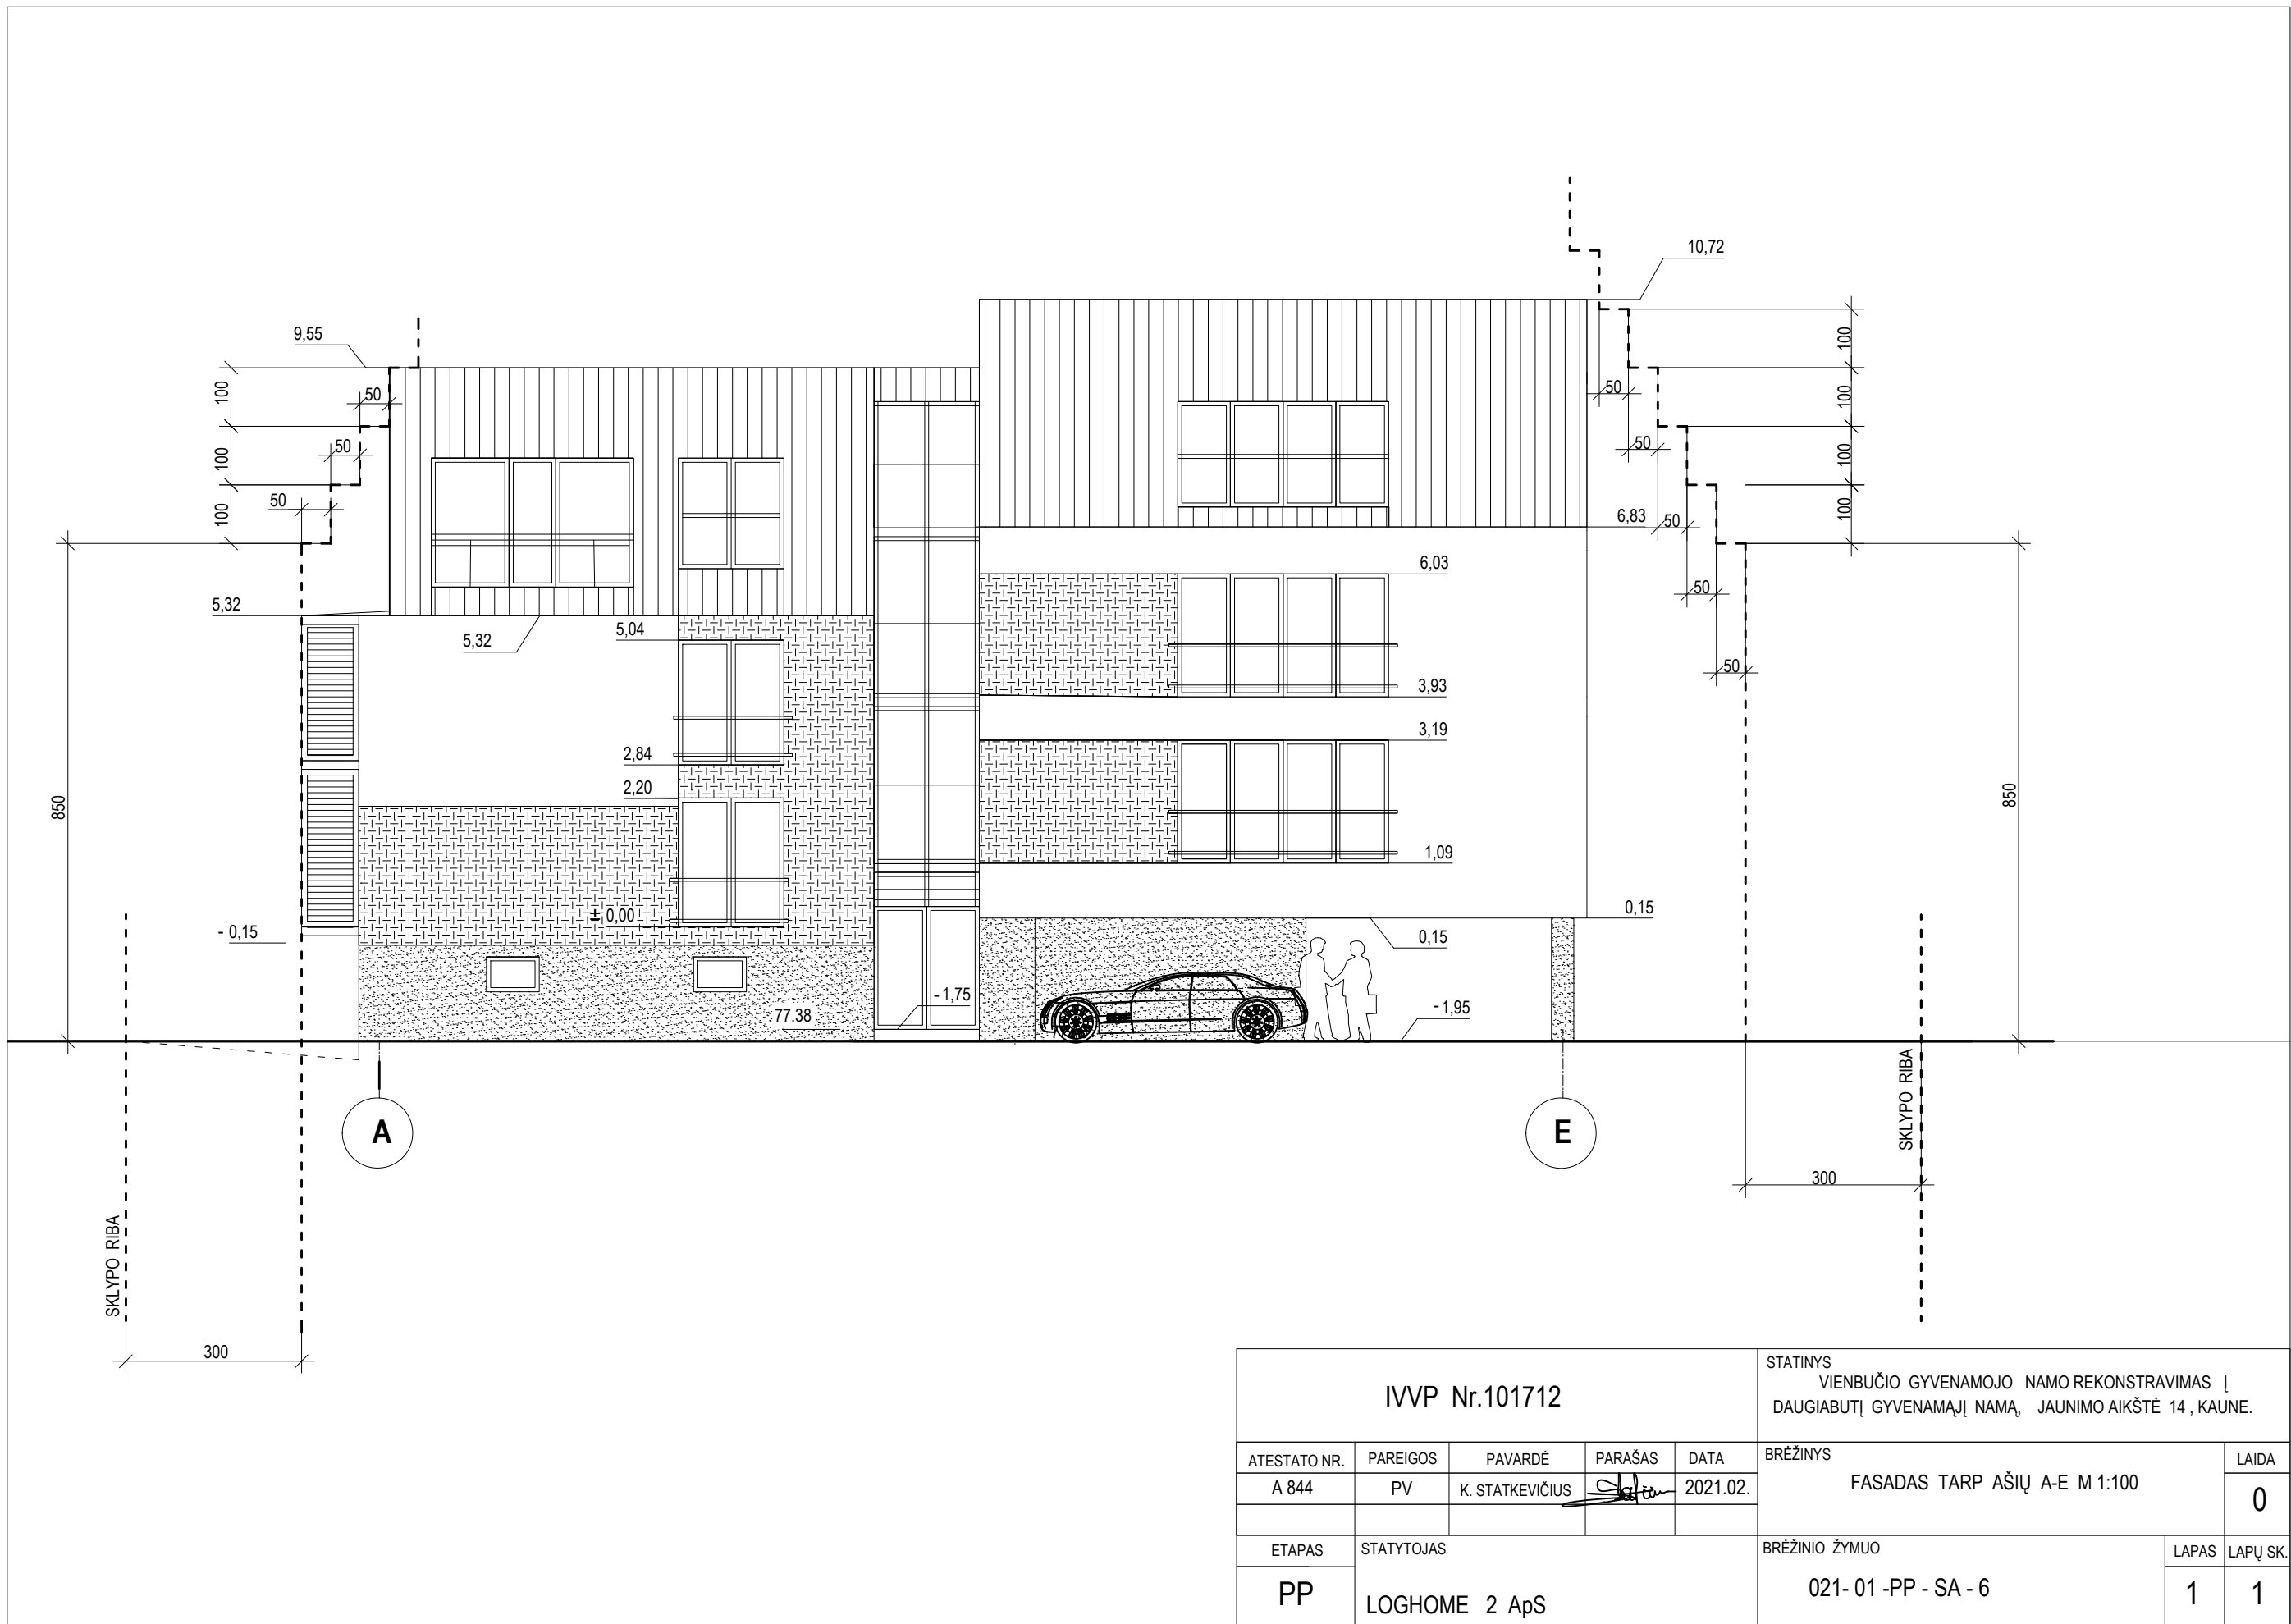 10,72
9,55
100
100
100
50
50
50
100
100
100
100
50
50
50
50
50
6,83
6,03
5,32
5,32
5,04
3,93
3,19
2,84
2,20
850
850
1,09
± 0,00
0,15
0,15
- 0,15
- 1,75
- 1,95
77.38
A
E
SKLYPO RIBA
SKLYPO RIBA
300
300
IVVP Nr.101712
STATINYS
VIENBUČIO GYVENAMOJO NAMO REKONSTRAVIMAS Į
DAUGIABUTĮ GYVENAMĄJĮ NAMĄ, JAUNIMO AIKŠTĖ 14 , KAUNE.
ATESTATO NR. PAREIGOS PAVARDĖ PARAŠAS DATA
A 844 PV K. STATKEVIČIUS 2021.02.
BRĖŽINYS
FASADAS TARP AŠIŲ A-E M 1:100
LAIDA
0
ETAPAS
PP
STATYTOJAS
LOGHOME 2 ApS
BRĖŽINIO ŽYMUO
021- 01 -PP - SA - 6
LAPAS LAPŲ SK.
1 1